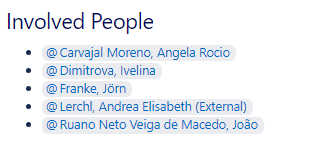 Involved People
@ Carvajal Moreno, Angela Rocio
@ Dimitrova, Ivelina
@ Franke, Jörn
@ Lerchl, Andrea Elisabeth (External)
@ Ruano Neto Veiga de Macedo, João